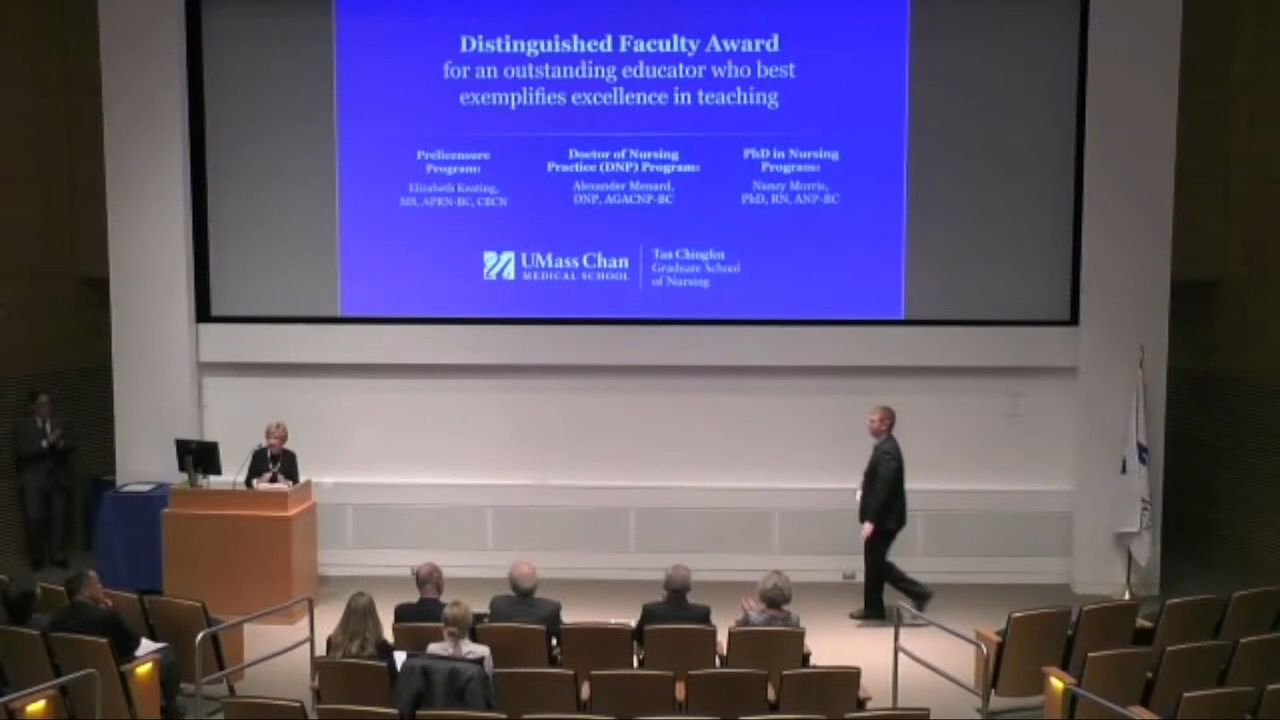 Distinguished Faculty Award
for an outstanding educator who best
exemplifies excellence in teaching
Prelicensure
Program:
Elizabeth Keating,
MS, APRN-BC, CBCN
Doctor of Nursing
Practice (DNP) Program:
Alexander Menard,
DNP, AGACNP-BC
PhD in Nursing
Program:
Nancy Morris,
PhD, RN, ANP-BC
UMass Chan
MEDICAL SCHOOL
Tan Chingfen
Graduate School
of Nursing